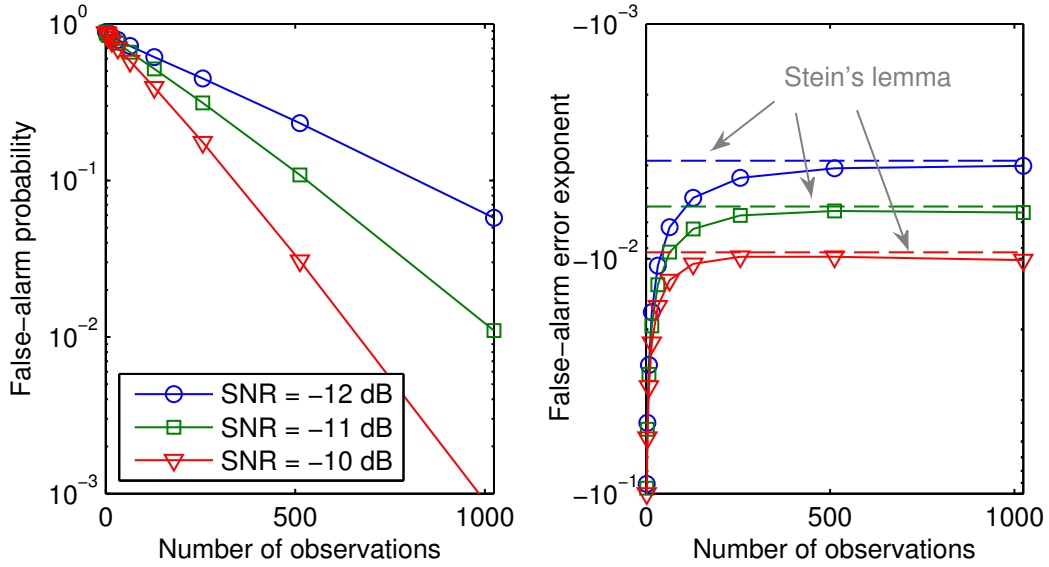 10^0
10^−1
10^−2
10^−3
0
500
1000
False−alarm probability
Number of observations
SNR = −12 dB
SNR = −11 dB
SNR = −10 dB
−10^−3
−10^−2
−10^−1
0
500
1000
False−alarm error exponent
Number of observations
Stein's lemma